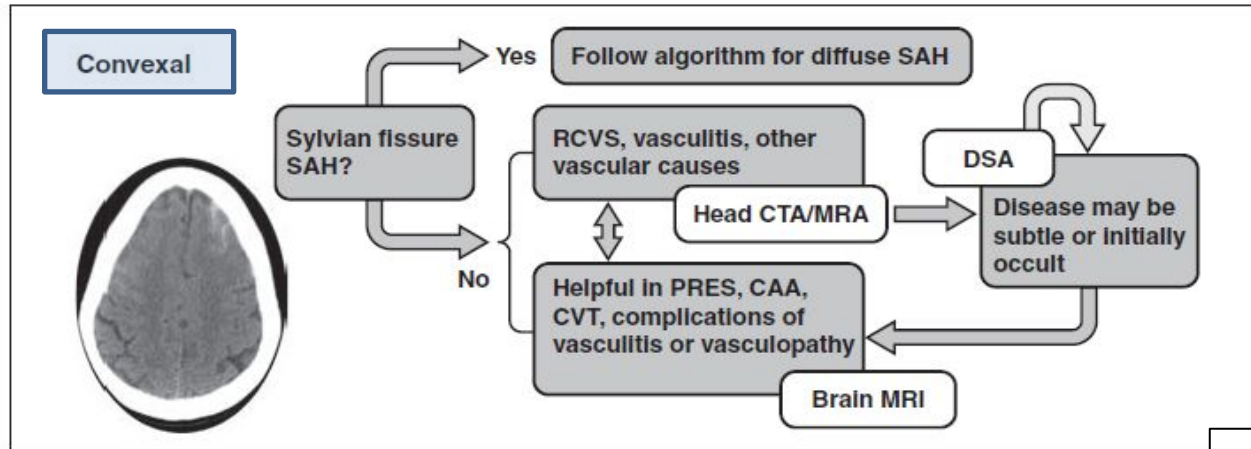 Convexal
Yes
Follow algorithm for diffuse SAH
Sylvian fissure
SAH?
No
RCVS, vasculitis, other
vascular causes
Head CTA/MRA
DSA
Disease may be
subtle or initially
occult
Helpful in PRES, CAA,
CVT, complications of
vasculitis or vasculopathy
Brain MRI